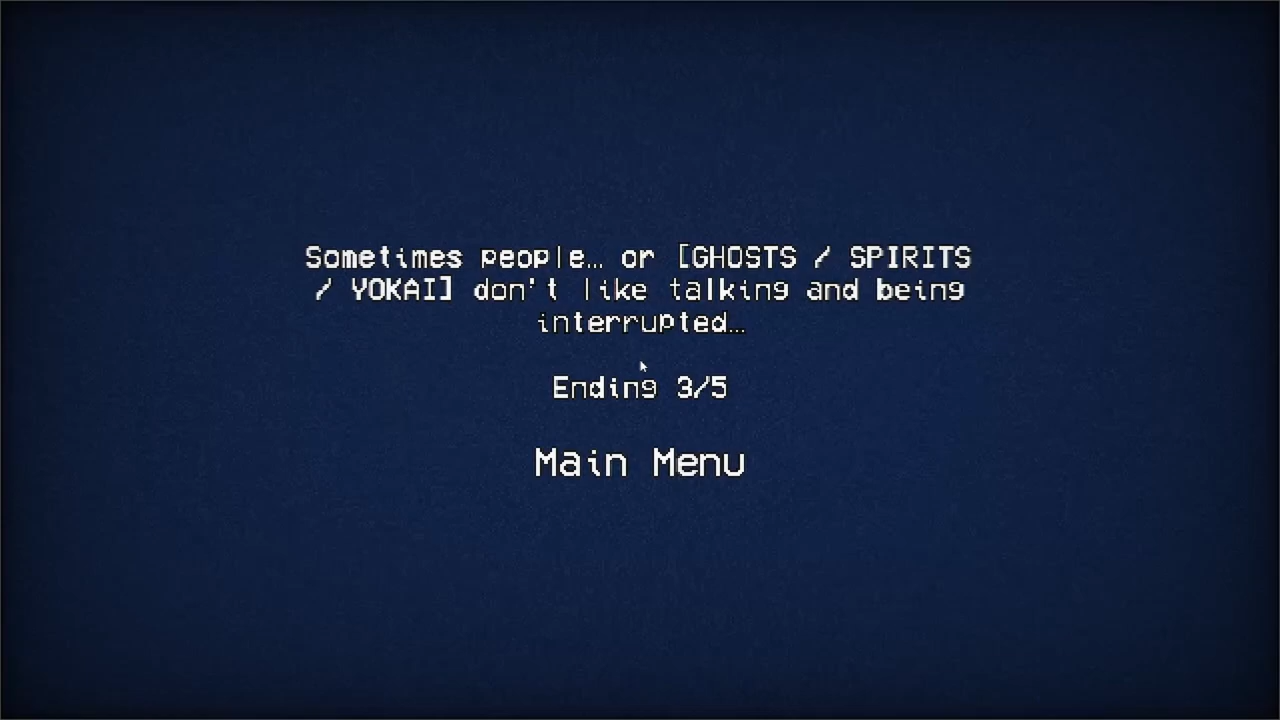 Sometimes people… or [GHOSTS / SPIRITS
/ YOKAI] don't like talking and being
interrupted…
Ending 3/5
Main Menu